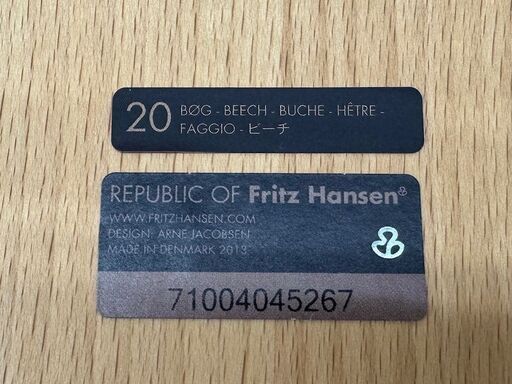 20 BØG - BEECH - BUCHE - HÊTRE -
FAGGIO - ビーチ
REPUBLIC OF Fritz Hansen
WWW.FRITZHANSEN.COM
DESIGN: ARNE JACOBSEN
MADE IN DENMARK 2013
71004045267